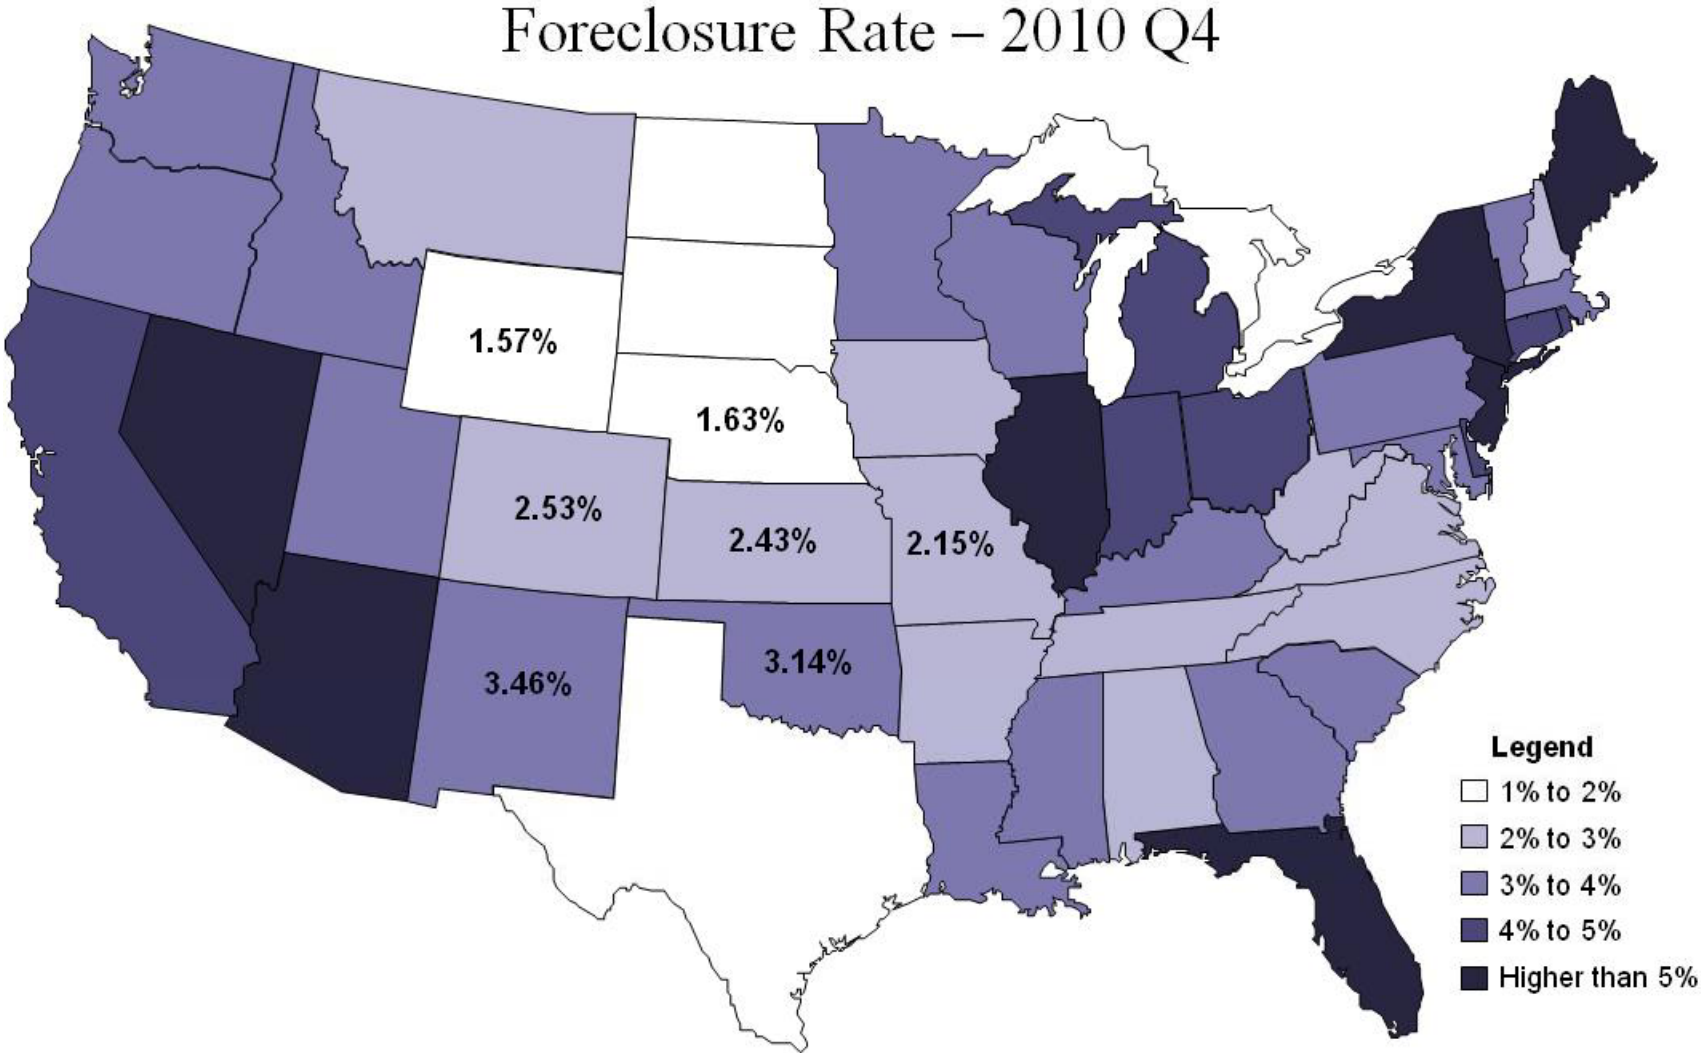 Foreclosure Rate – 2010 Q4
1.57%
1.63%
2.53%
2.43%
2.15%
3.46%
3.14%
Legend
1% to 2%
2% to 3%
3% to 4%
4% to 5%
Higher than 5%